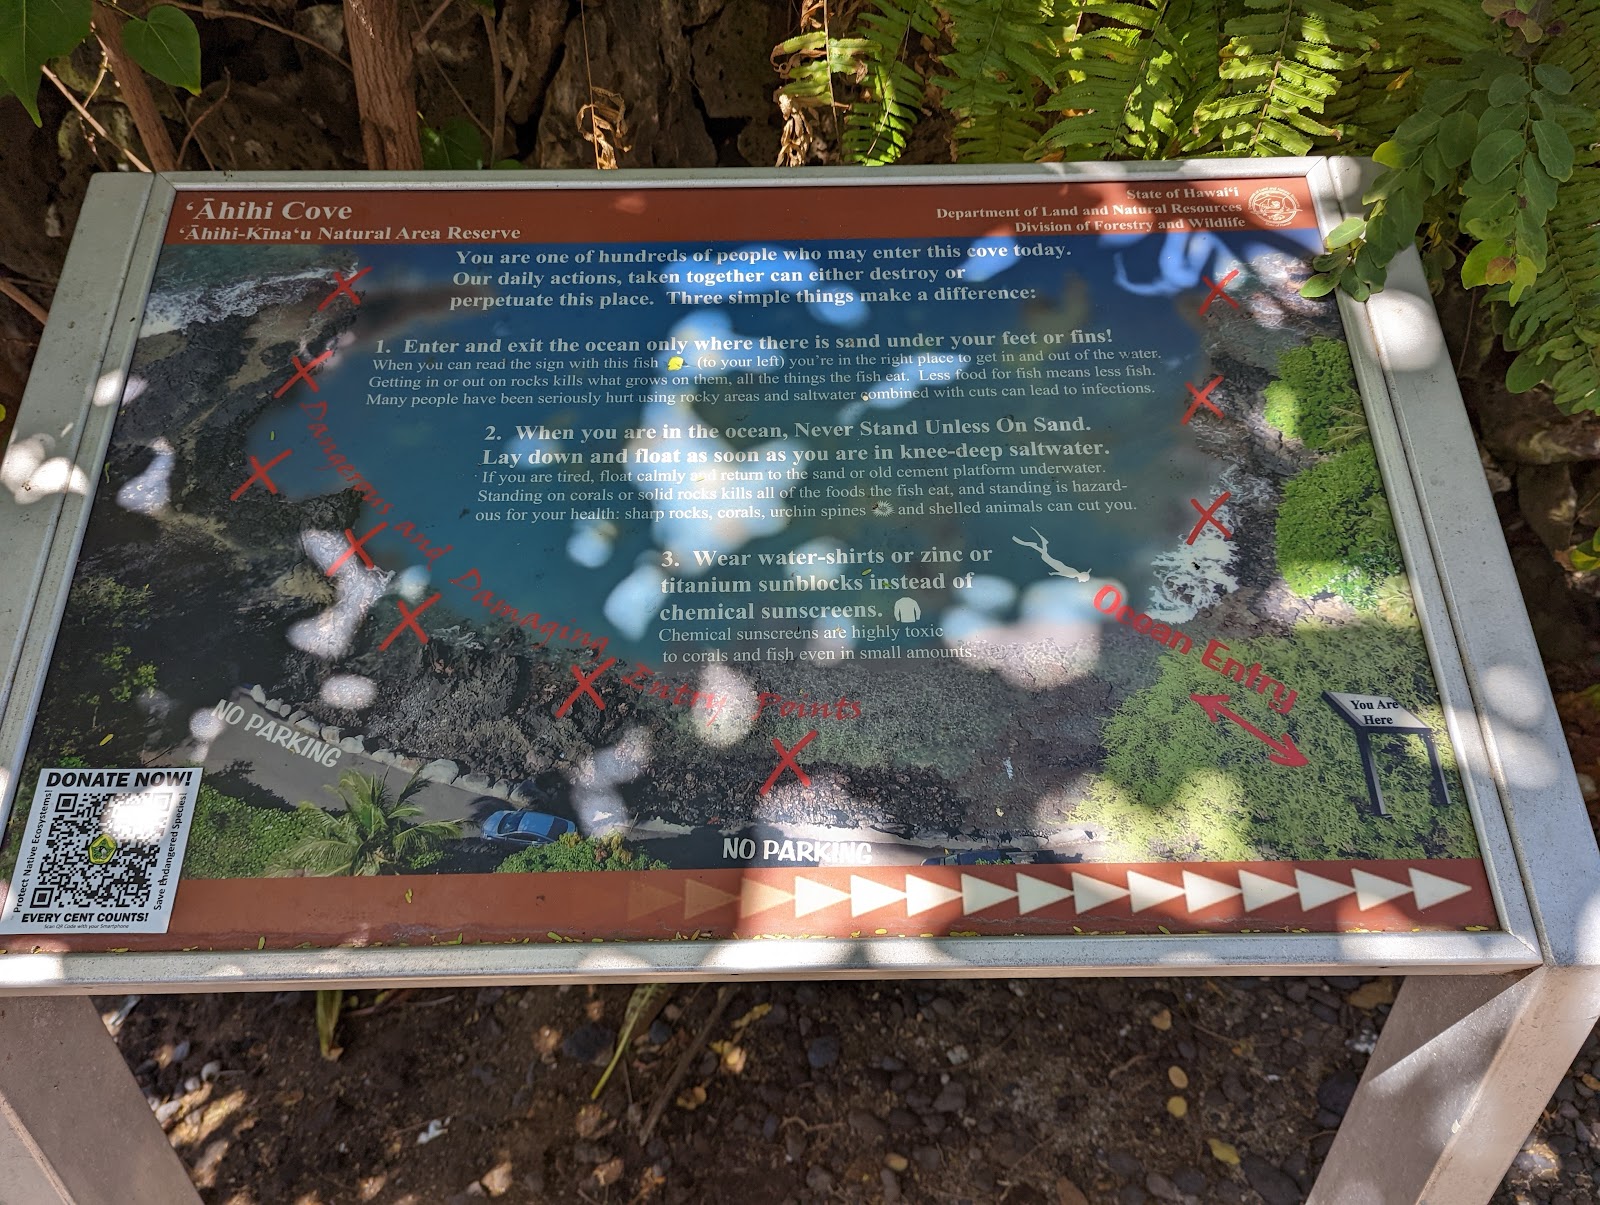 ʻĀhihi Cove
ʻĀhihi-Kīnaʻu Natural Area Reserve
State of Hawaiʻi
Department of Land and Natural Resources
Division of Forestry and Wildlife
You are one of hundreds of people who may enter this cove today.
Our daily actions, taken together can either destroy or
perpetuate this place. Three simple things make a difference:
1. Enter and exit the ocean only where there is sand under your feet or fins!
When you can read the sign with this fish (to your left) you're in the right place to get in and out of the water.
Getting in or out on rocks kills what grows on them, all the things the fish eat. Less food for fish means less fish.
Many people have been seriously hurt using rocky areas and saltwater combined with cuts can lead to infections.
2. When you are in the ocean, Never Stand Unless On Sand.
Lay down and float as soon as you are in knee-deep saltwater.
If you are tired, float calmly and return to the sand or old cement platform underwater.
Standing on corals or solid rocks kills all of the foods the fish eat, and standing is hazard-
ous for your health: sharp rocks, corals, urchin spines and shelled animals can cut you.
3. Wear water-shirts or zinc or
titanium sunblocks instead of
chemical sunscreens.
Chemical sunscreens are highly toxic
to corals and fish even in small amounts.
Dangerous and Damaging Entry Points
Ocean Entry
You Are
Here
NO PARKING
NO PARKING
DONATE NOW!
Protect Native Ecosystems!
Save Endangered Species!
EVERY CENT COUNTS!
Scan QR Code with your Smartphone